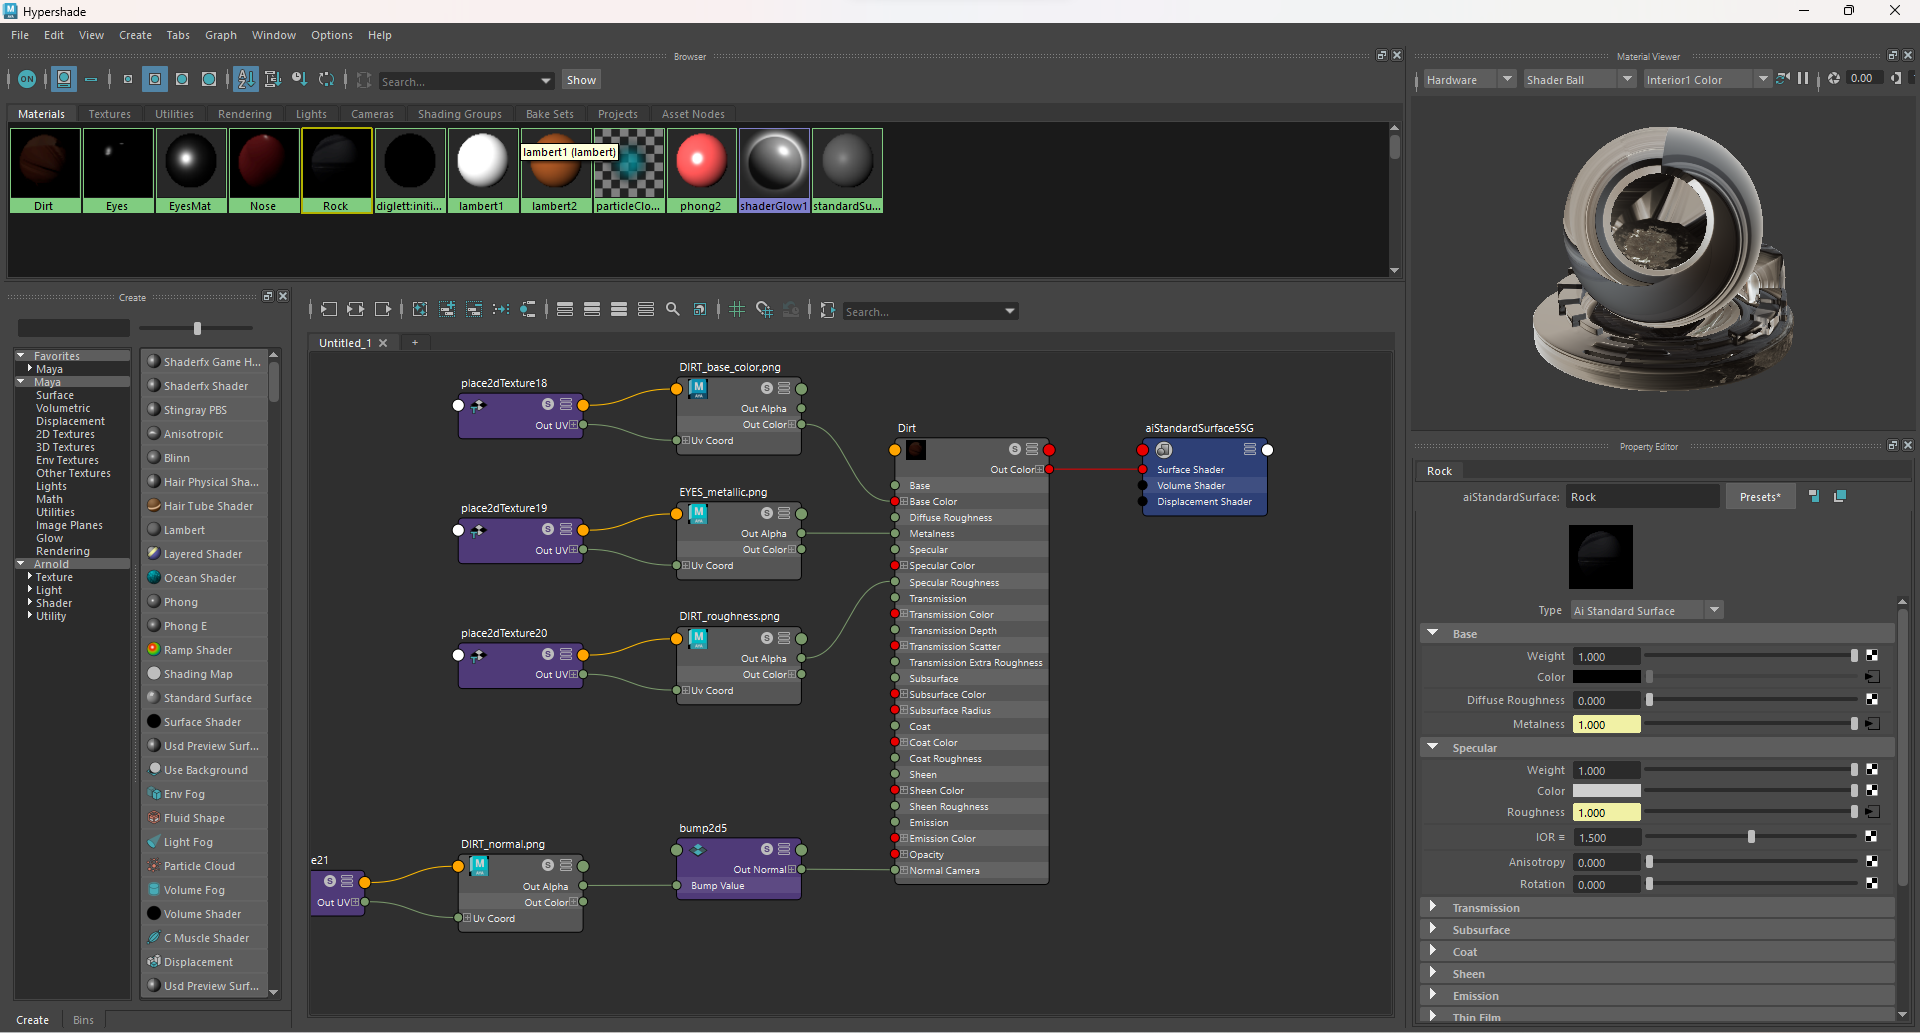 Hypershade
File Edit View Create Tabs Graph Window Options Help
Browser
ON
Search...
Show
Materials Textures Utilities Rendering Lights Cameras Shading Groups Bake Sets Projects Asset Nodes
lambert1 (lambert)
Dirt Eyes EyesMat Nose Rock diglett:initi... lambert1 lambert2 particleClo... phong2 shaderGlow1 standardSu...
Material Viewer
Hardware Shader Ball Interior1 Color 0.00
Create
Favorites
Maya
Maya
Surface
Volumetric
Displacement
2D Textures
3D Textures
Env Textures
Other Textures
Lights
Math
Utilities
Image Planes
Glow
Rendering
Arnold
Texture
Light
Shader
Utility
Shaderfx Game H...
Shaderfx Shader
Stingray PBS
Anisotropic
Blinn
Hair Physical Sha...
Hair Tube Shader
Lambert
Layered Shader
Ocean Shader
Phong
Phong E
Ramp Shader
Shading Map
Standard Surface
Surface Shader
Usd Preview Surf...
Use Background
Env Fog
Fluid Shape
Light Fog
Particle Cloud
Volume Fog
Volume Shader
C Muscle Shader
Displacement
Usd Preview Surf...
Create Bins
Search...
Untitled_1
+
place2dTexture18
Out UV
DIRT_base_color.png
Out Alpha
Out Color
Uv Coord
place2dTexture19
Out UV
EYES_metallic.png
Out Alpha
Out Color
Uv Coord
place2dTexture20
Out UV
DIRT_roughness.png
Out Alpha
Out Color
Uv Coord
e21
Out UV
DIRT_normal.png
Out Alpha
Out Color
Uv Coord
bump2d5
Out Normal
Bump Value
Dirt
Out Color
Base
Base Color
Diffuse Roughness
Metalness
Specular
Specular Color
Specular Roughness
Transmission
Transmission Color
Transmission Depth
Transmission Scatter
Transmission Extra Roughness
Subsurface
Subsurface Color
Subsurface Radius
Coat
Coat Color
Coat Roughness
Sheen
Sheen Color
Sheen Roughness
Emission
Emission Color
Opacity
Normal Camera
aiStandardSurface5SG
Surface Shader
Volume Shader
Displacement Shader
Property Editor
Rock
aiStandardSurface: Rock Presets*
Type Ai Standard Surface
Base
Weight 1.000
Color
Diffuse Roughness 0.000
Metalness 1.000
Specular
Weight 1.000
Color
Roughness 1.000
IOR = 1.500
Anisotropy 0.000
Rotation 0.000
Transmission
Subsurface
Coat
Sheen
Emission
Thin Film